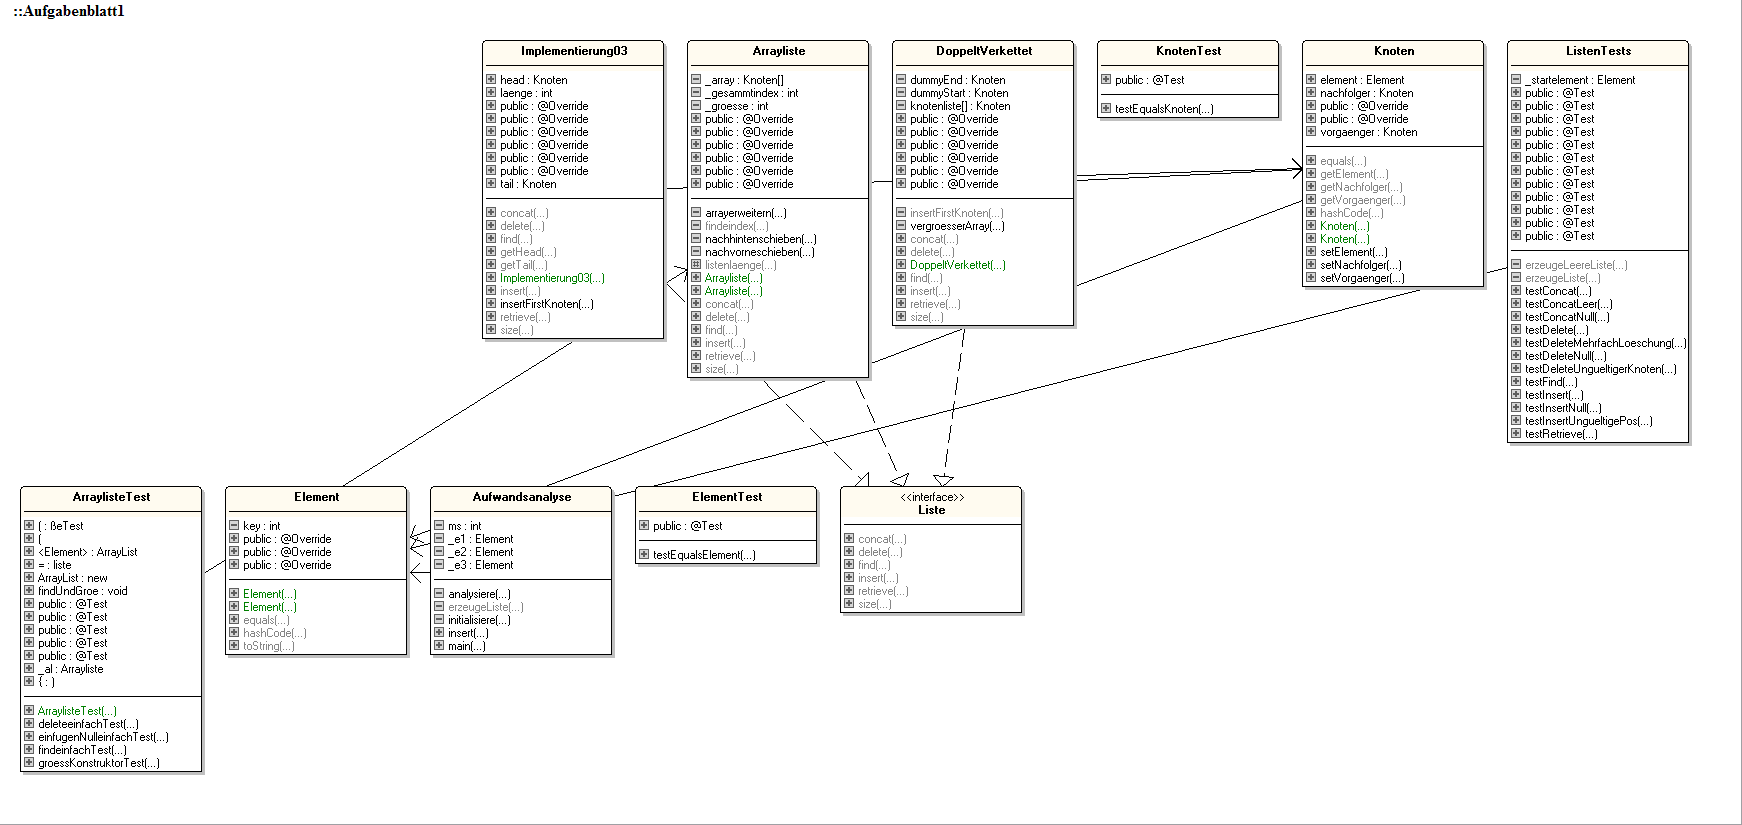 ::Aufgabenblatt1
Implementierung03
head : Knoten
laenge : int
public : @Override
public : @Override
public : @Override
public : @Override
public : @Override
public : @Override
tail : Knoten
concat(...)
delete(...)
find(...)
getHead(...)
getTail(...)
Implementierung03(...)
insert(...)
insertFirstKnoten(...)
retrieve(...)
size(...)
Arrayliste
_array : Knoten[]
_gesammtindex : int
_groesse : int
public : @Override
public : @Override
public : @Override
public : @Override
public : @Override
public : @Override
arrayerweitern(...)
findeindex(...)
nachhintenschieben(...)
nachvorneschieben(...)
listenlaenge(...)
Arrayliste(...)
Arrayliste(...)
concat(...)
delete(...)
find(...)
insert(...)
retrieve(...)
size(...)
DoppeltVerkettet
dummyEnd : Knoten
dummyStart : Knoten
knotenliste[] : Knoten
public : @Override
public : @Override
public : @Override
public : @Override
public : @Override
public : @Override
insertFirstKnoten(...)
vergroesserArray(...)
concat(...)
delete(...)
DoppeltVerkettet(...)
find(...)
insert(...)
retrieve(...)
size(...)
KnotenTest
public : @Test
testEqualsKnoten(...)
Knoten
element : Element
nachfolger : Knoten
public : @Override
public : @Override
vorgaenger : Knoten
equals(...)
getElement(...)
getNachfolger(...)
getVorgaenger(...)
hashCode(...)
Knoten(...)
Knoten(...)
setElement(...)
setNachfolger(...)
setVorgaenger(...)
ListenTests
_startelement : Element
public : @Test
public : @Test
public : @Test
public : @Test
public : @Test
public : @Test
public : @Test
public : @Test
public : @Test
public : @Test
public : @Test
public : @Test
erzeugeLeereListe(...)
erzeugeListe(...)
testConcat(...)
testConcatLeer(...)
testConcatNull(...)
testDelete(...)
testDeleteMehrfachLoeschung(...)
testDeleteNull(...)
testDeleteUngueltigerKnoten(...)
testFind(...)
testInsert(...)
testInsertNull(...)
testInsertUngueltigePos(...)
testRetrieve(...)
ArraylisteTest
( : ßeTest
(
<Element> : ArrayList
= : liste
ArrayList : new
findUndGroe : void
public : @Test
public : @Test
public : @Test
public : @Test
public : @Test
_al : Arrayliste
{ : )
ArraylisteTest(...)
deleteeinfachTest(...)
einfugenNulleinfachTest(...)
findeinfachTest(...)
groessKonstruktorTest(...)
Element
key : int
public : @Override
public : @Override
public : @Override
Element(...)
Element(...)
equals(...)
hashCode(...)
toString(...)
Aufwandsanalyse
ms : int
_e1 : Element
_e2 : Element
_e3 : Element
analysiere(...)
erzeugeListe(...)
initialisiere(...)
insert(...)
main(...)
ElementTest
public : @Test
testEqualsElement(...)
<<interface>>
Liste
concat(...)
delete(...)
find(...)
insert(...)
retrieve(...)
size(...)